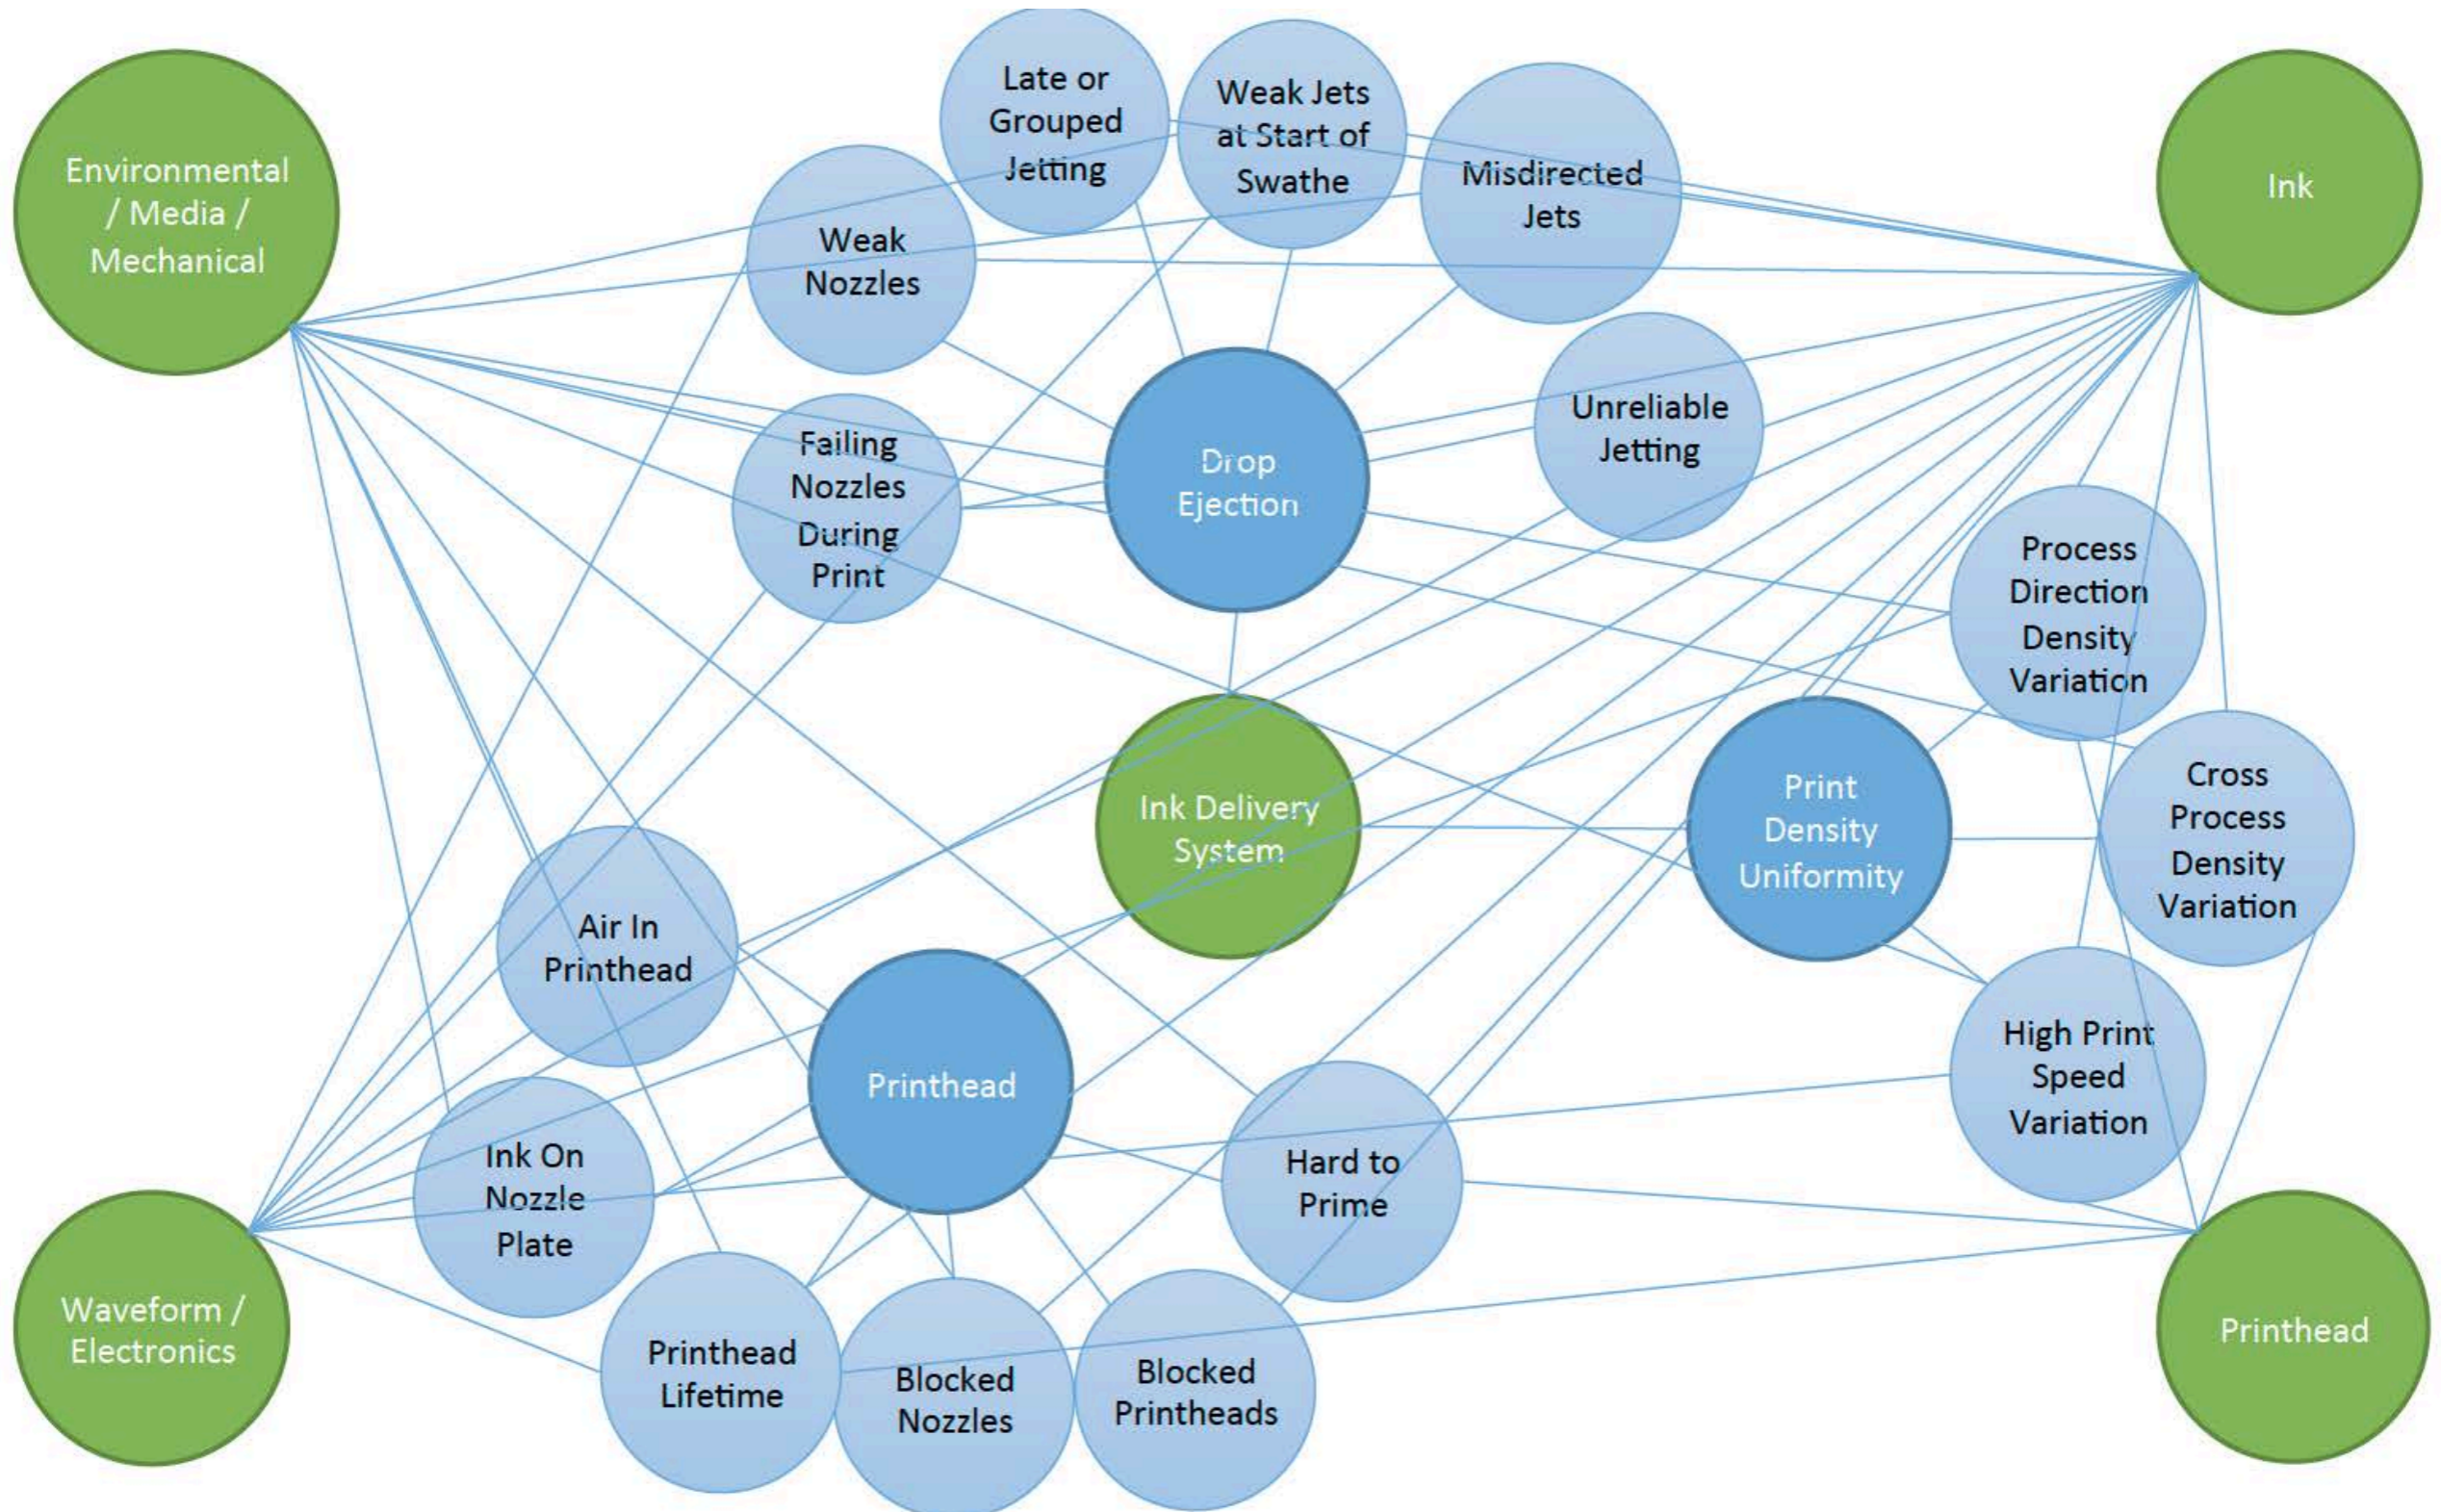 Environmental
/ Media /
Mechanical
Late or
Grouped
Jetting
Weak Jets
at Start of
Swathe
Misdirected
Jets
Ink
Weak
Nozzles
Failing
Nozzles
During
Print
Drop
Ejection
Unreliable
Jetting
Process
Direction
Density
Variation
Ink Delivery
System
Print
Density
Uniformity
Cross
Process
Density
Variation
Air In
Printhead
Printhead
High Print
Speed
Variation
Ink On
Nozzle
Plate
Hard to
Prime
Waveform /
Electronics
Printhead
Lifetime
Blocked
Nozzles
Blocked
Printheads
Printhead